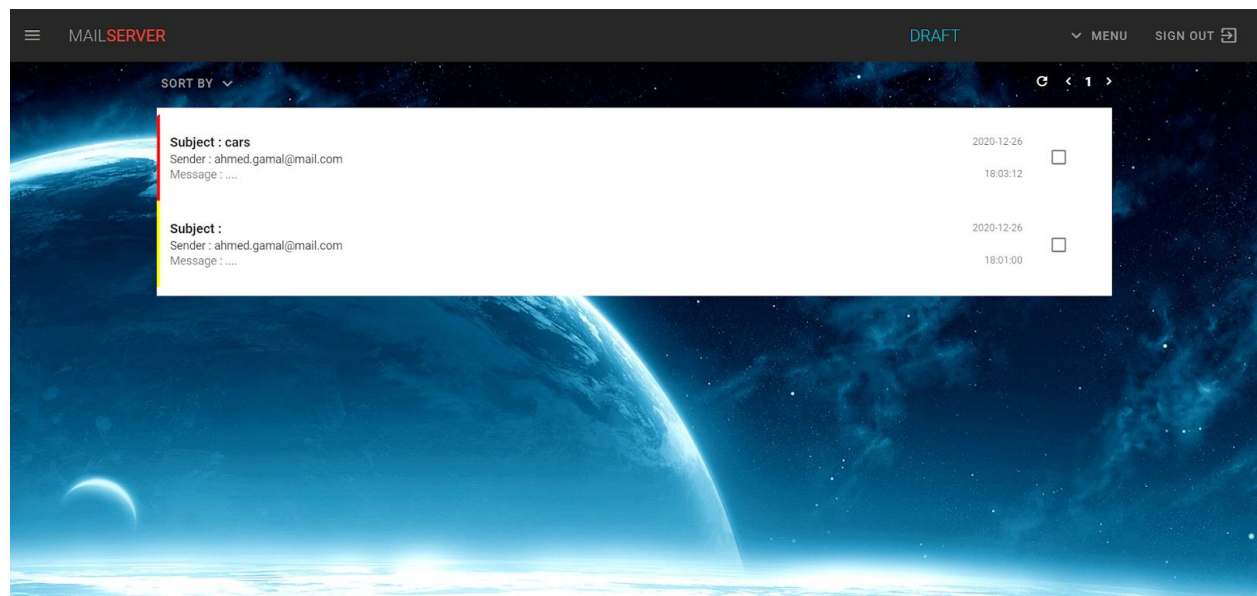 MAILSERVER DRAFT MENU SIGN OUT
SORT BY 1
Subject : cars 2020-12-26
Sender : ahmed.gamal@mail.com
Message : .... 18:03:12
Subject : 2020-12-26
Sender : ahmed.gamal@mail.com
Message : .... 18:01:00